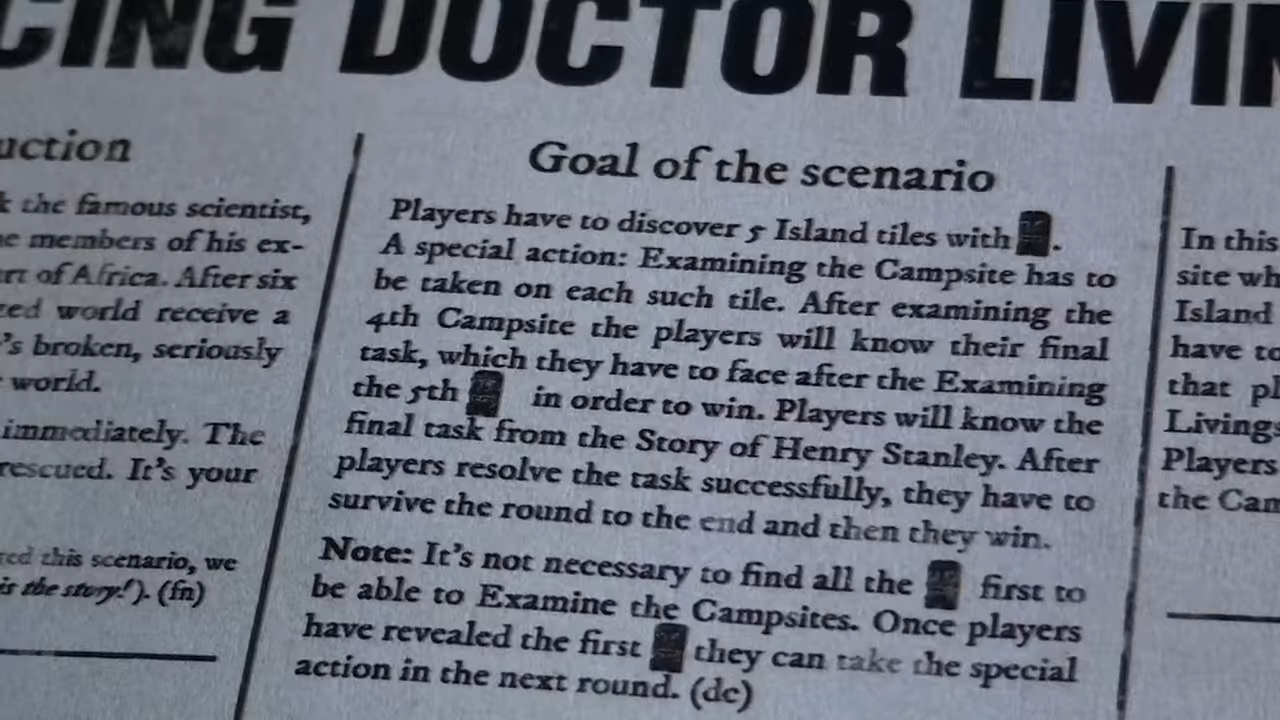 CING DOCTOR LIVIN
uction
k the famous scientist,
e members of his ex-
rt of Africa. After six
zed world receive a
's broken, seriously
world.
immediately. The
rescued. It's your
red this scenario, we
is the story!). (fn)
Goal of the scenario
Players have to discover 5 Island tiles with .
A special action: Examining the Campsite has to
be taken on each such tile. After examining the
4th Campsite the players will know their final
task, which they have to face after the Examining
the 5th in order to win. Players will know the
final task from the Story of Henry Stanley. After
players resolve the task successfully, they have to
survive the round to the end and then they win.
Note: It's not necessary to find all the first to
be able to Examine the Campsites. Once players
have revealed the first they can take the special
action in the next round. (dc)
In this
site wh
Island
have to
that pl
Livings
Players
the Cam